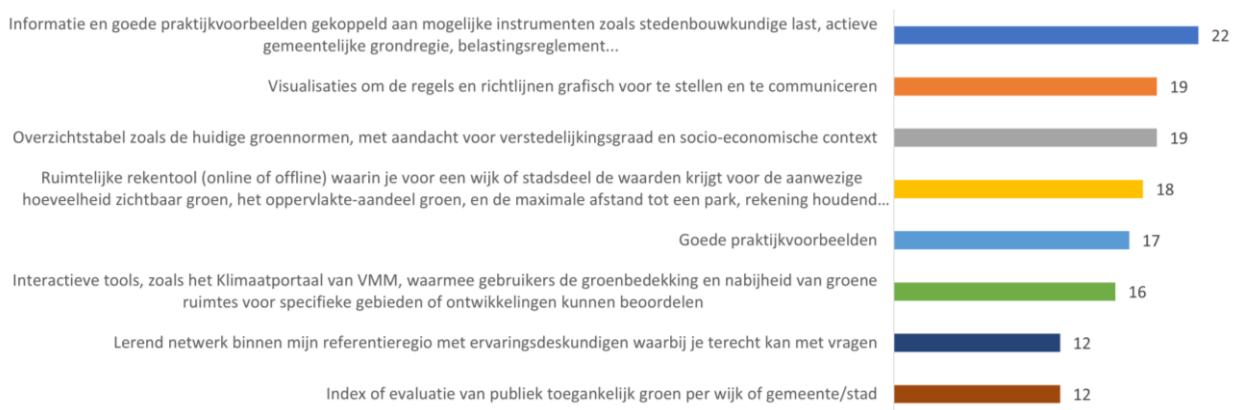 Informatie en goede praktijkvoorbeelden gekoppeld aan mogelijke instrumenten zoals stedenbouwkundige last, actieve
gemeentelijke grondregie, belastingsreglement...
22
Visualisaties om de regels en richtlijnen grafisch voor te stellen en te communiceren
19
Overzichtstabel zoals de huidige groennormen, met aandacht voor verstedelijkingsgraad en socio-economische context
19
Ruimtelijke rekentool (online of offline) waarin je voor een wijk of stadsdeel de waarden krijgt voor de aanwezige
hoeveelheid zichtbaar groen, het oppervlakte-aandeel groen, en de maximale afstand tot een park, rekening houdend...
18
Goede praktijkvoorbeelden
17
Interactieve tools, zoals het Klimaatportaal van VMM, waarmee gebruikers de groenbedekking en nabijheid van groene
ruimtes voor specifieke gebieden of ontwikkelingen kunnen beoordelen
16
Lerend netwerk binnen mijn referentieregio met ervaringsdeskundigen waarbij je terecht kan met vragen
12
Index of evaluatie van publiek toegankelijk groen per wijk of gemeente/stad
12